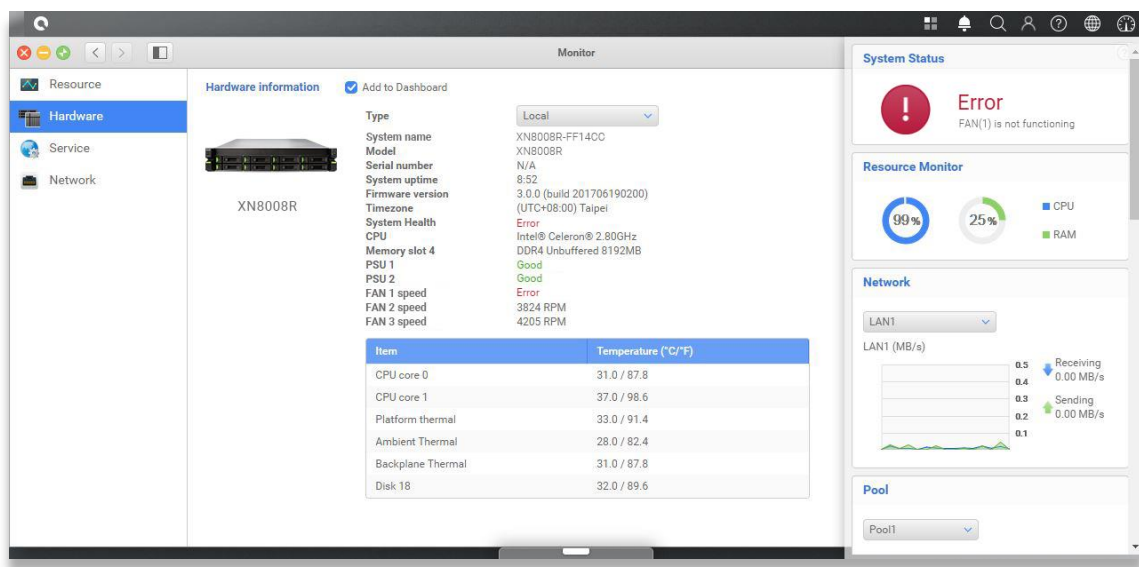 Monitor
Resource
Hardware
Service
Network
Hardware information
Add to Dashboard
XN8008R
Type Local
System name XN8008R-FF14CC
Model XN8008R
Serial number N/A
System uptime 8:52
Firmware version 3.0.0 (build 201706190200)
Timezone (UTC+08:00) Taipei
System Health Error
CPU Intel® Celeron® 2.80GHz
Memory slot 4 DDR4 Unbuffered 8192MB
PSU 1 Good
PSU 2 Good
FAN 1 speed Error
FAN 2 speed 3824 RPM
FAN 3 speed 4205 RPM
Item Temperature (°C/°F)
CPU core 0 31.0 / 87.8
CPU core 1 37.0 / 98.6
Platform thermal 33.0 / 91.4
Ambient Thermal 28.0 / 82.4
Backplane Thermal 31.0 / 87.8
Disk 18 32.0 / 89.6
System Status
Error
FAN(1) is not functioning
Resource Monitor
99%
25%
CPU
RAM
Network
LAN1
LAN1 (MB/s)
0.5
0.4
0.3
0.2
0.1
Receiving
0.00 MB/s
Sending
0.00 MB/s
Pool
Pool1